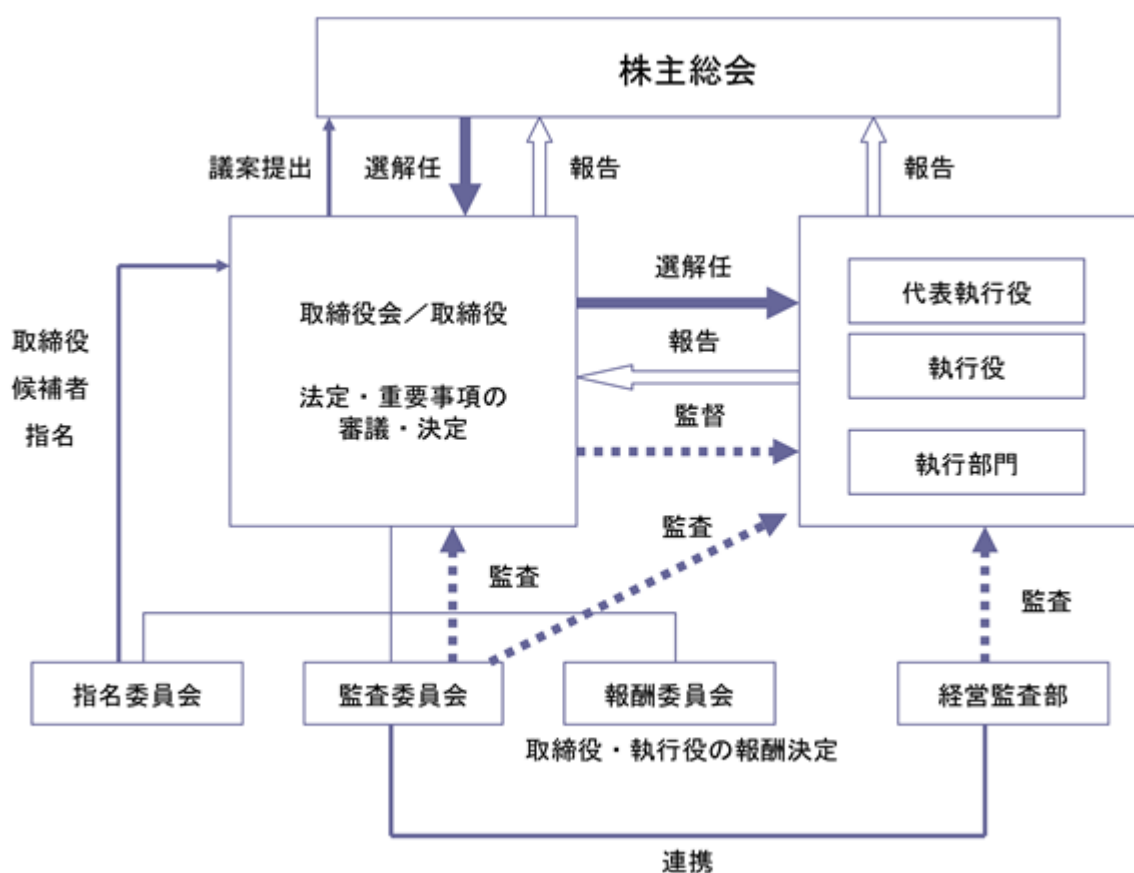 株主総会
議案提出
選解任
報告
報告
取締役会／取締役
法定・重要事項の
審議・決定
選解任
報告
監督
代表執行役
執行役
執行部門
取締役
候補者
指名
監査
監査
監査
指名委員会
監査委員会
報酬委員会
経営監査部
取締役・執行役の報酬決定
連携